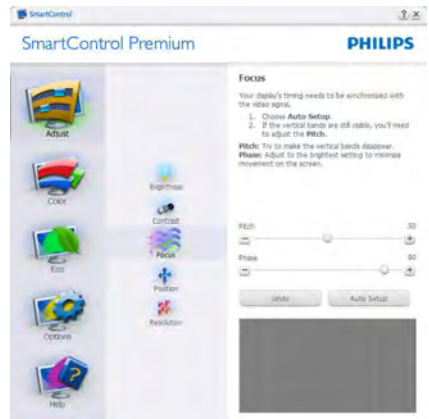 SmartControl
SmartControl Premium
PHILIPS
Focus
Your display's timing needs to be synchronized with
the video signal.
1. Choose Auto Setup.
2. If the vertical bands are still visible, you'll need
to adjust the Pitch.
Pitch: Try to make the vertical bands disappear.
Phase: Adjust to the brightest setting to minimize
movement on the screen.
Adjust
Color
Eco
Options
Help
Brightness
Contrast
Focus
Position
Resolution
Pitch 50
Phase 90
Undo Auto Setup